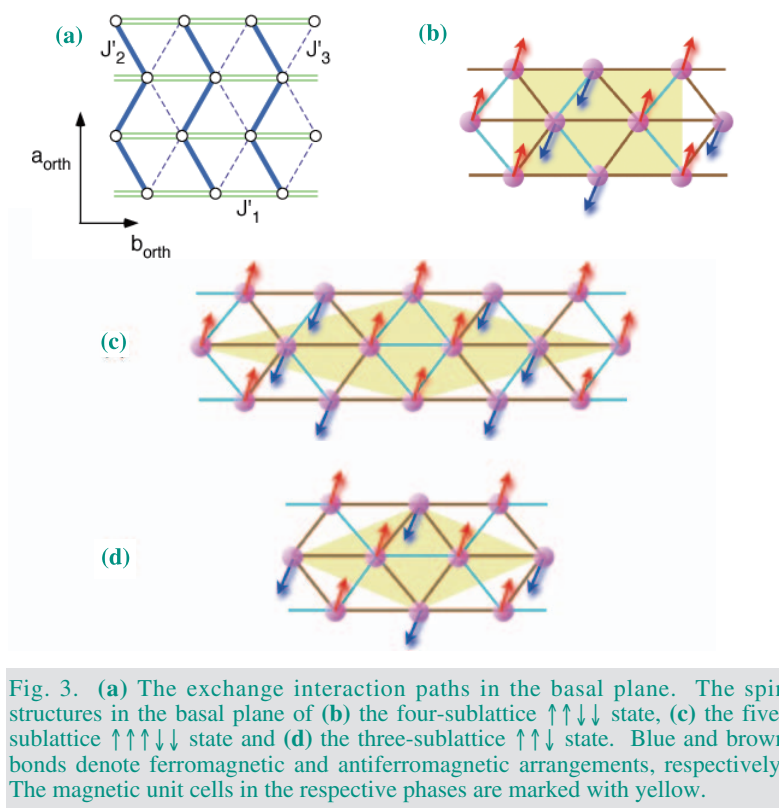 (a)
(b)
J'2
J'3
aorth
J'1
borth
(c)
(d)
Fig. 3. (a) The exchange interaction paths in the basal plane. The spin
structures in the basal plane of (b) the four-sublattice ↑↑↓↓ state, (c) the five
sublattice ↑↑↑↓↓ state and (d) the three-sublattice ↑↑↓ state. Blue and brown
bonds denote ferromagnetic and antiferromagnetic arrangements, respectively
The magnetic unit cells in the respective phases are marked with yellow.